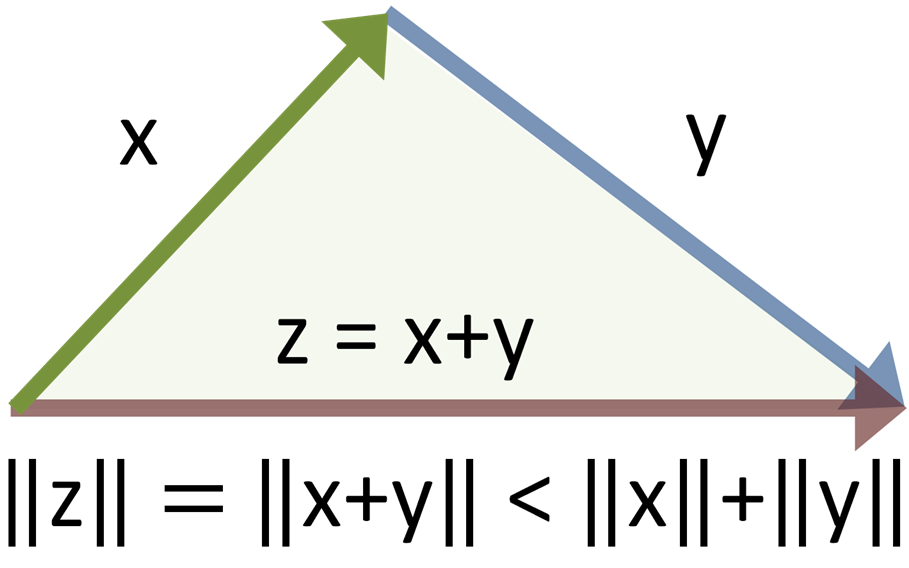 x
y
z = x+y
||z|| = ||x+y|| < ||x||+||y||